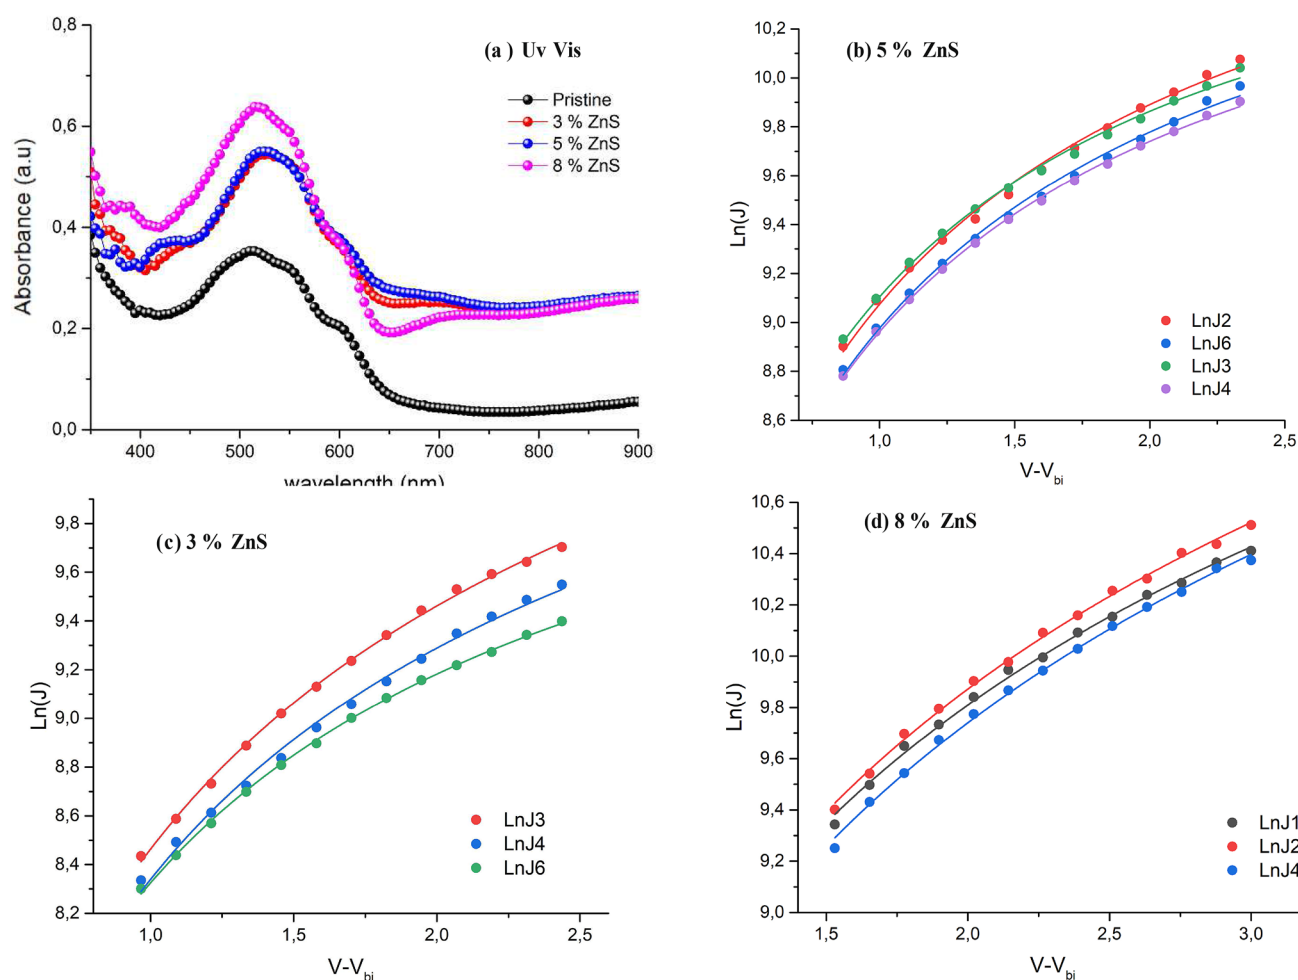 (a ) Uv Vis
Pristine
3 % ZnS
5 % ZnS
8 % ZnS
0,8
0,6
0,4
0,2
0,0
Absorbance (a.u)
400 500 600 700 800 900
wavelength (nm)
(b) 5 % ZnS
10,2
10,0
9,8
9,6
9,4
9,2
9,0
8,8
8,6
Ln(J)
LnJ2
LnJ6
LnJ3
LnJ4
1,0 1,5 2,0 2,5
V-Vbi
(c) 3 % ZnS
9,8
9,6
9,4
9,2
9,0
8,8
8,6
8,4
8,2
Ln(J)
LnJ3
LnJ4
LnJ6
1,0 1,5 2,0 2,5
V-Vbi
(d) 8 % ZnS
10,6
10,4
10,2
10,0
9,8
9,6
9,4
9,2
9,0
Ln(J)
LnJ1
LnJ2
LnJ4
1,5 2,0 2,5 3,0
V-Vbi